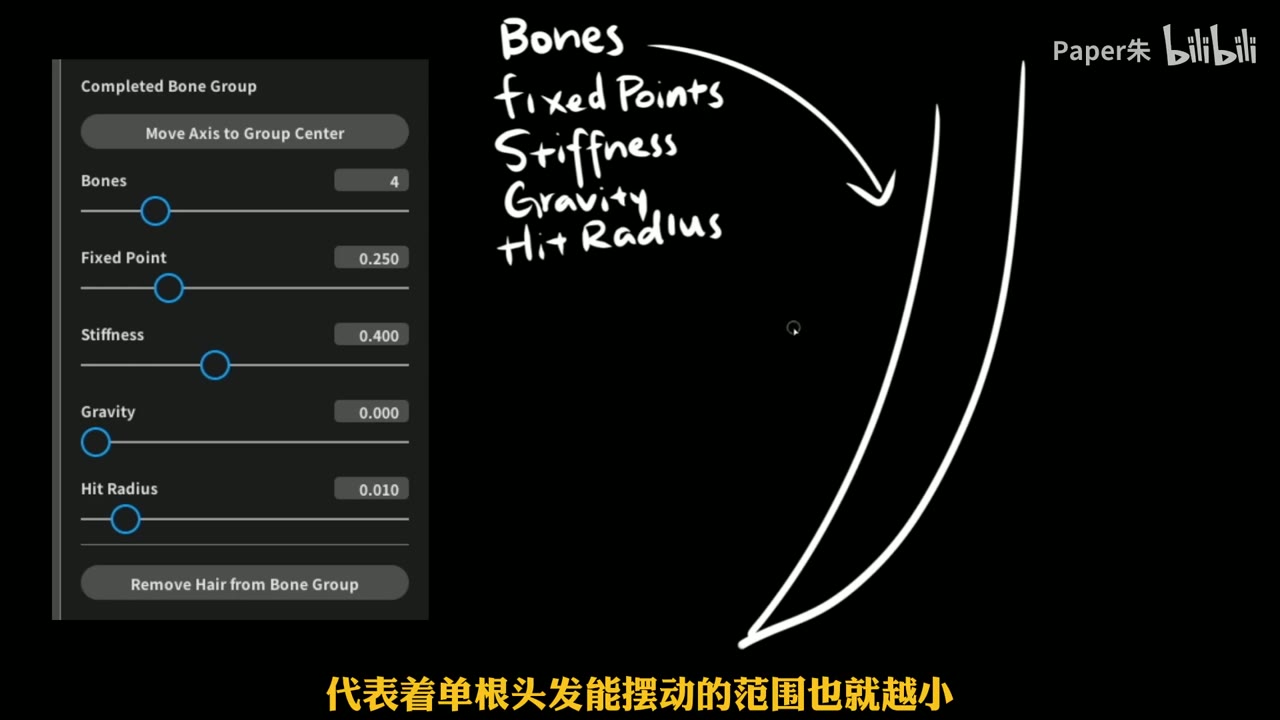 Paper朱 bilibili
Completed Bone Group
Move Axis to Group Center
Bones 4
Fixed Point 0.250
Stiffness 0.400
Gravity 0.000
Hit Radius 0.010
Remove Hair from Bone Group
Bones
fixed Points
Stiffness
Gravity
Hit Radius
代表着单根头发能摆动的范围也就越小